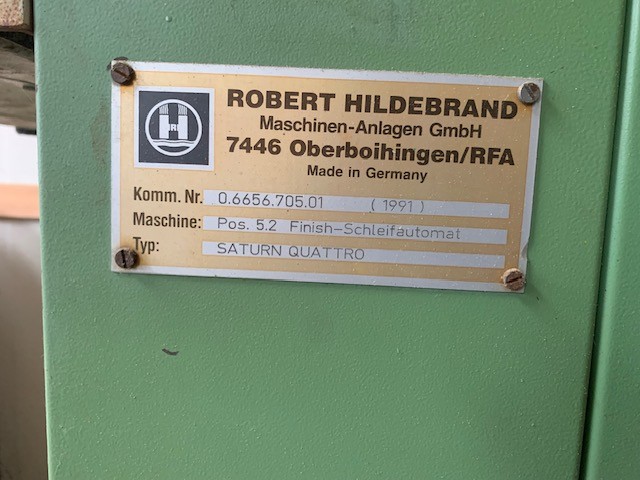 ROBERT HILDEBRAND
Maschinen-Anlagen GmbH
7446 Oberboihingen/RFA
Made in Germany
Komm. Nr. 0.6656.705.01 ( 1991 )
Maschine: Pos. 5.2 Finish-Schleifautomat
Typ: SATURN QUATTRO